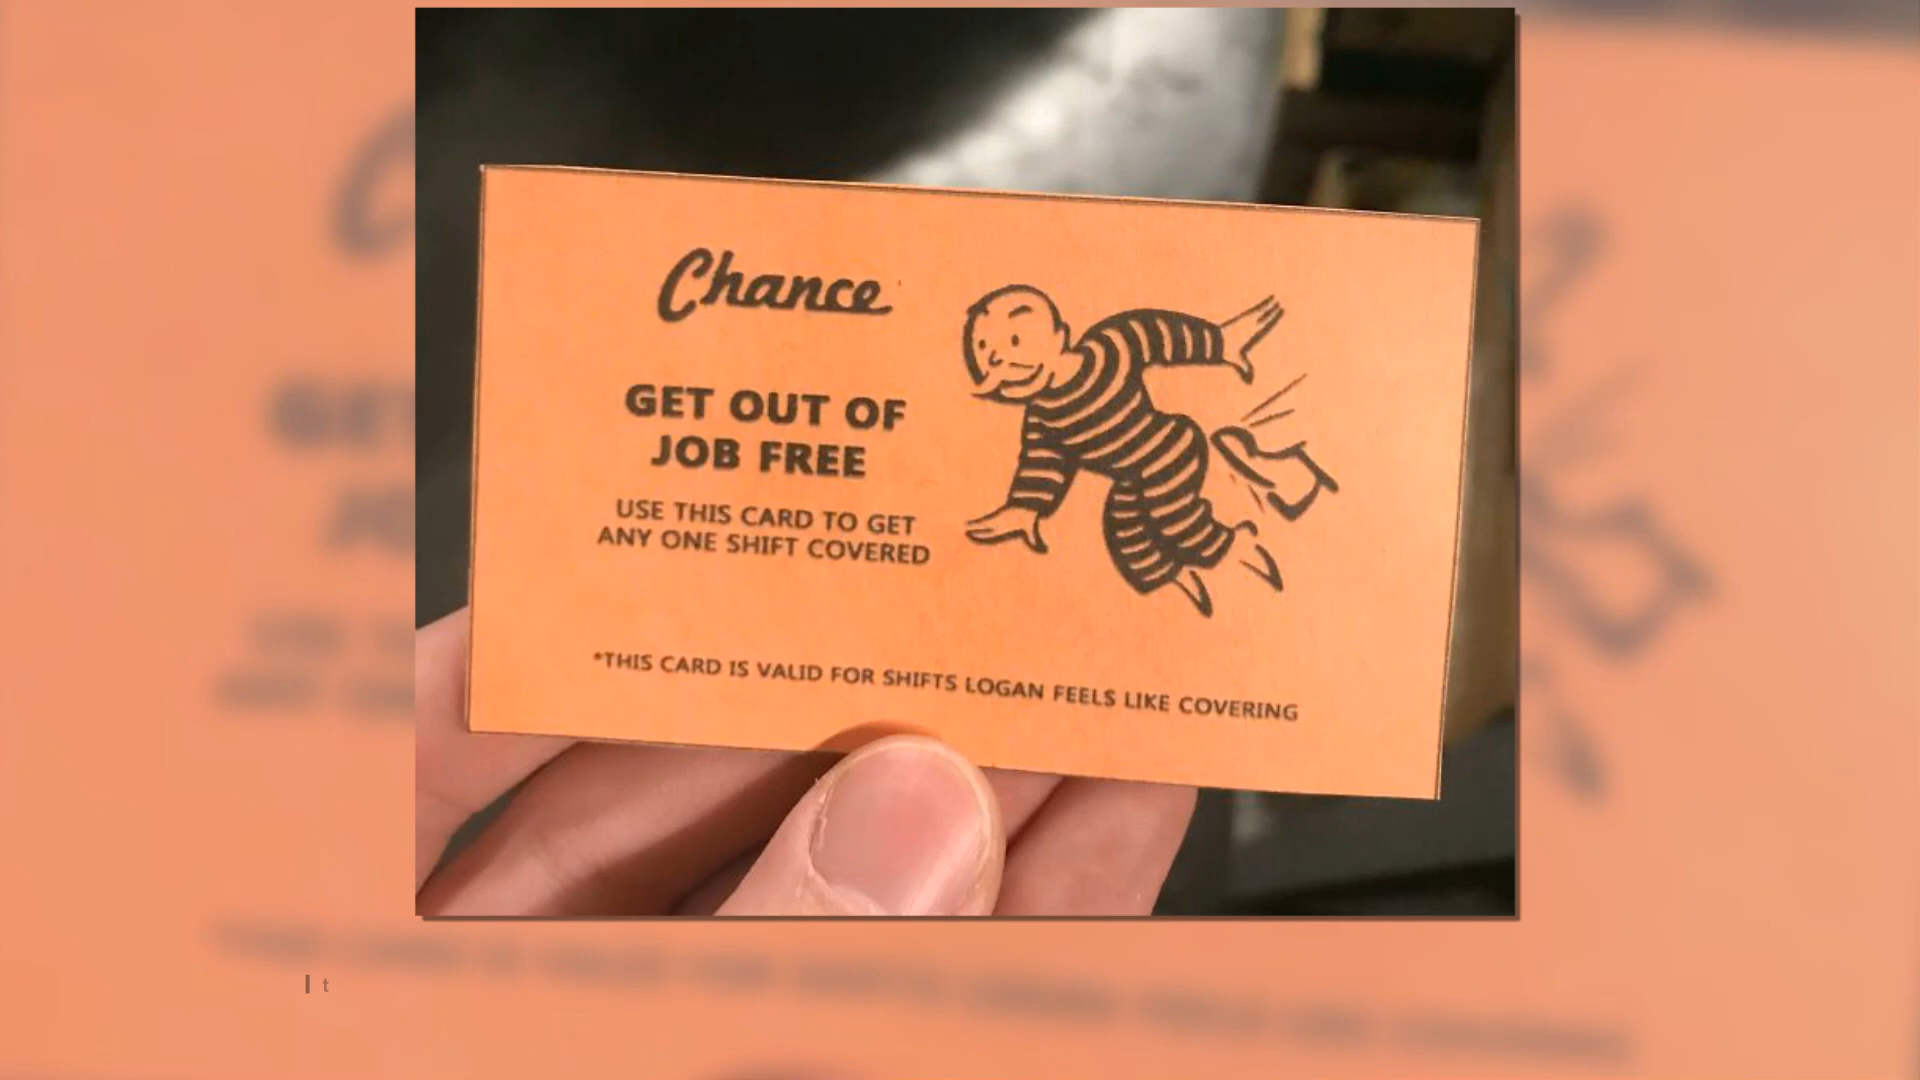 Chance
GET OUT OF
JOB FREE
USE THIS CARD TO GET
ANY ONE SHIFT COVERED
*THIS CARD IS VALID FOR SHIFTS LOGAN FEELS LIKE COVERING
t